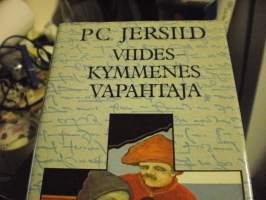 P C JERSILD
VIIDES-
KYMMENES
VAPAHTAJA